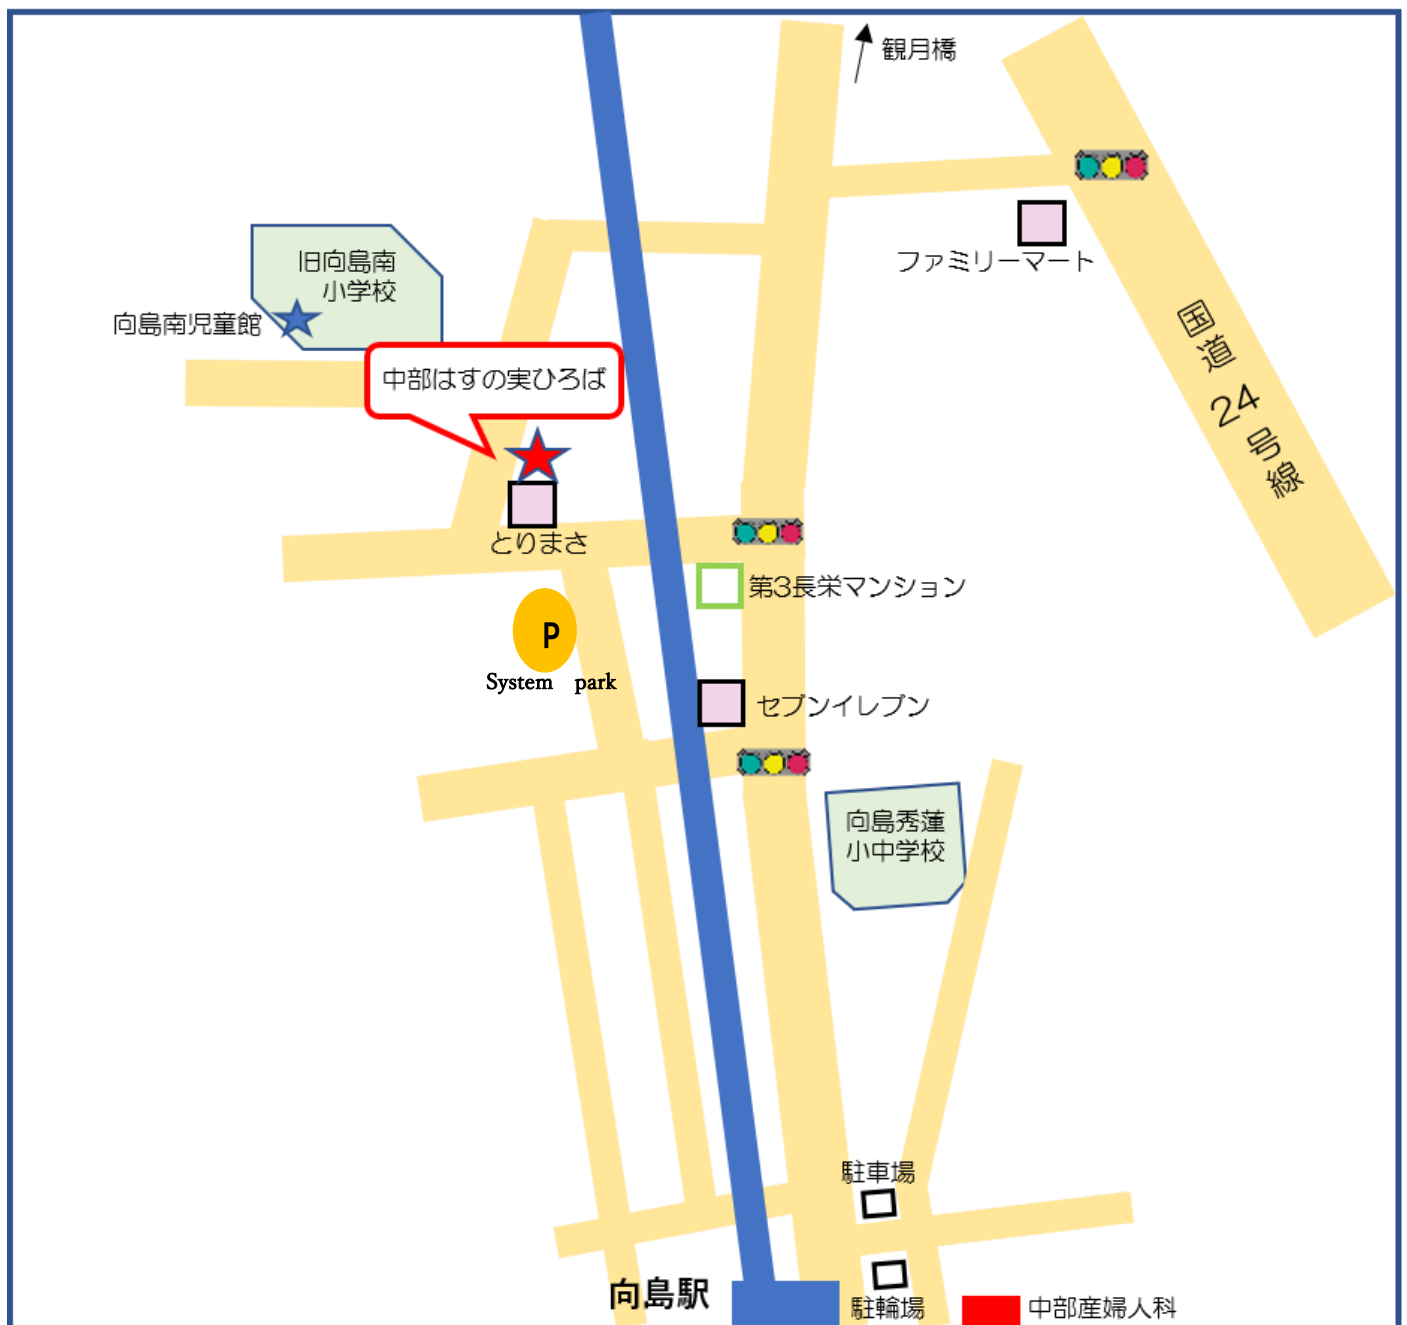 観月橋
ファミリーマート
旧向島南
小学校
向島南児童館
国道 24 号線
中部はすの実ひろば
とりまさ
第3長栄マンション
P
System park
セブンイレブン
向島秀蓮
小中学校
駐車場
向島駅
駐輪場
中部産婦人科